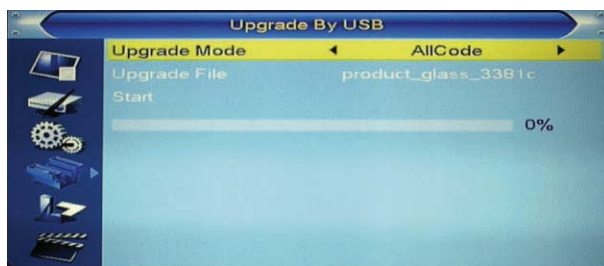 Upgrade By USB
Upgrade Mode AllCode
Upgrade File product_glass_3381c.
Start
0%